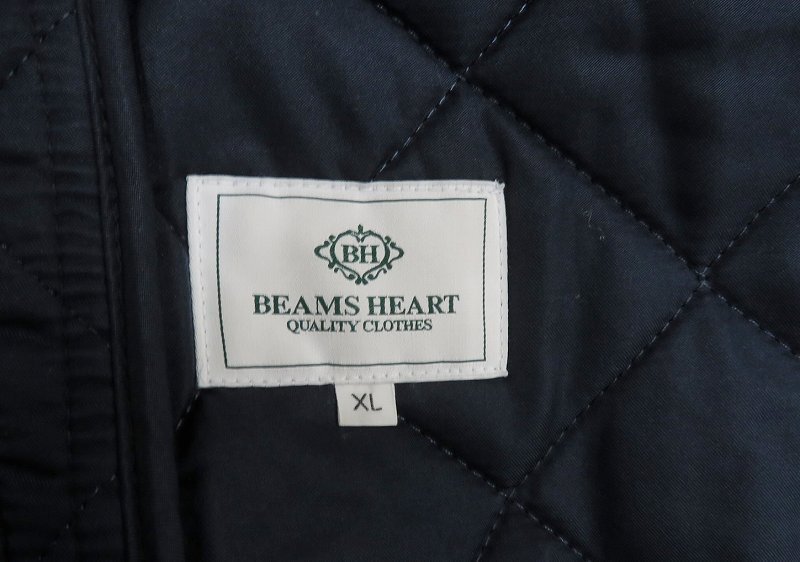 BH
BEAMS HEART
QUALITY CLOTHES
XL